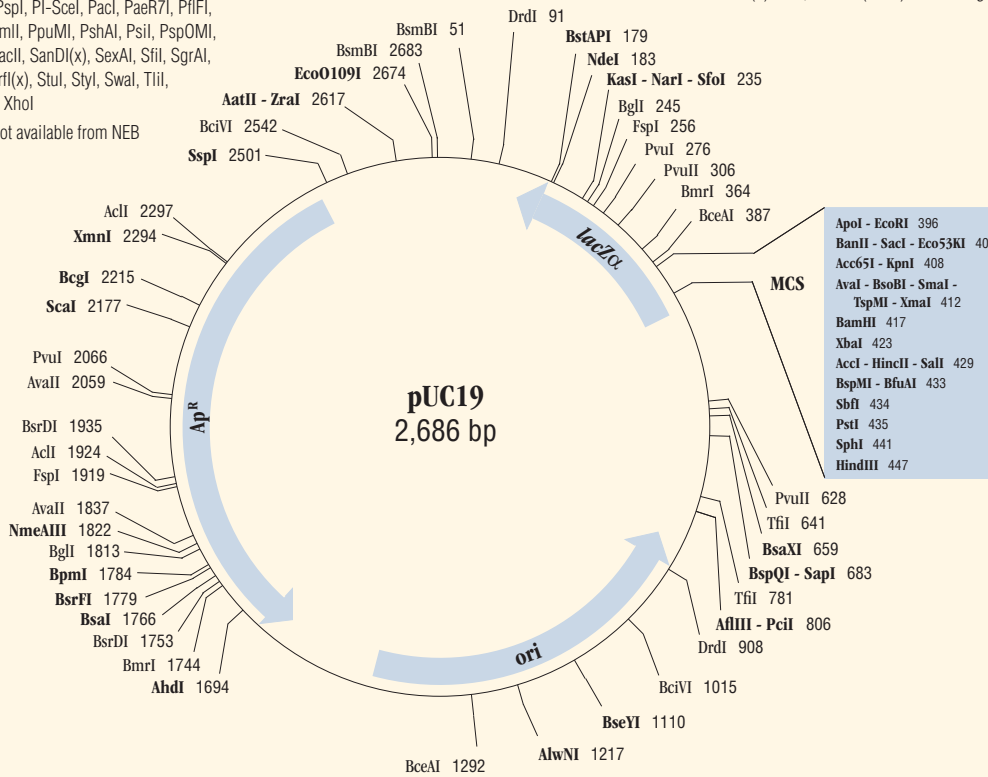 PspI, PI-SceI, PacI, PaeR7I, PflFI,
mII, PpuMI, PshAI, PsiI, PspOMI,
acII, SanDI(x), SexAI, SfiI, SgrAI,
rfI(x), StuI, StyI, SwaI, TliI,
XhoI
ot available from NEB
BsmBI 51
DrdI 91
BstAPI 179
NdeI 183
KasI - NarI - SfoI 235
BglI 245
FspI 256
PvuI 276
PvuII 306
BmrI 364
BceAI 387
MCS
ApoI - EcoRI 396
BanII - SacI - Eco53KI 40
Acc65I - KpnI 408
AvaI - BsoBI - SmaI -
TspMI - XmaI 412
BamHI 417
XbaI 423
AccI - HincII - SalI 429
BspMI - BfuAI 433
SbfI 434
PstI 435
SphI 441
HindIII 447
PvuII 628
TfiI 641
BsaXI 659
BspQI - SapI 683
TfiI 781
AflIII - PciI 806
DrdI 908
BciVI 1015
BseYI 1110
AlwNI 1217
BceAI 1292
AhdI 1694
BmrI 1744
BsrDI 1753
BsaI 1766
BsrFI 1779
BpmI 1784
BglI 1813
NmeAIII 1822
AvaII 1837
FspI 1919
AclI 1924
BsrDI 1935
AvaII 2059
PvuI 2066
ScaI 2177
BcgI 2215
XmnI 2294
AclI 2297
SspI 2501
BciVI 2542
AatII - ZraI 2617
EcoO109I 2674
BsmBI 2683
lacZα
ApR
ori
pUC19
2,686 bp